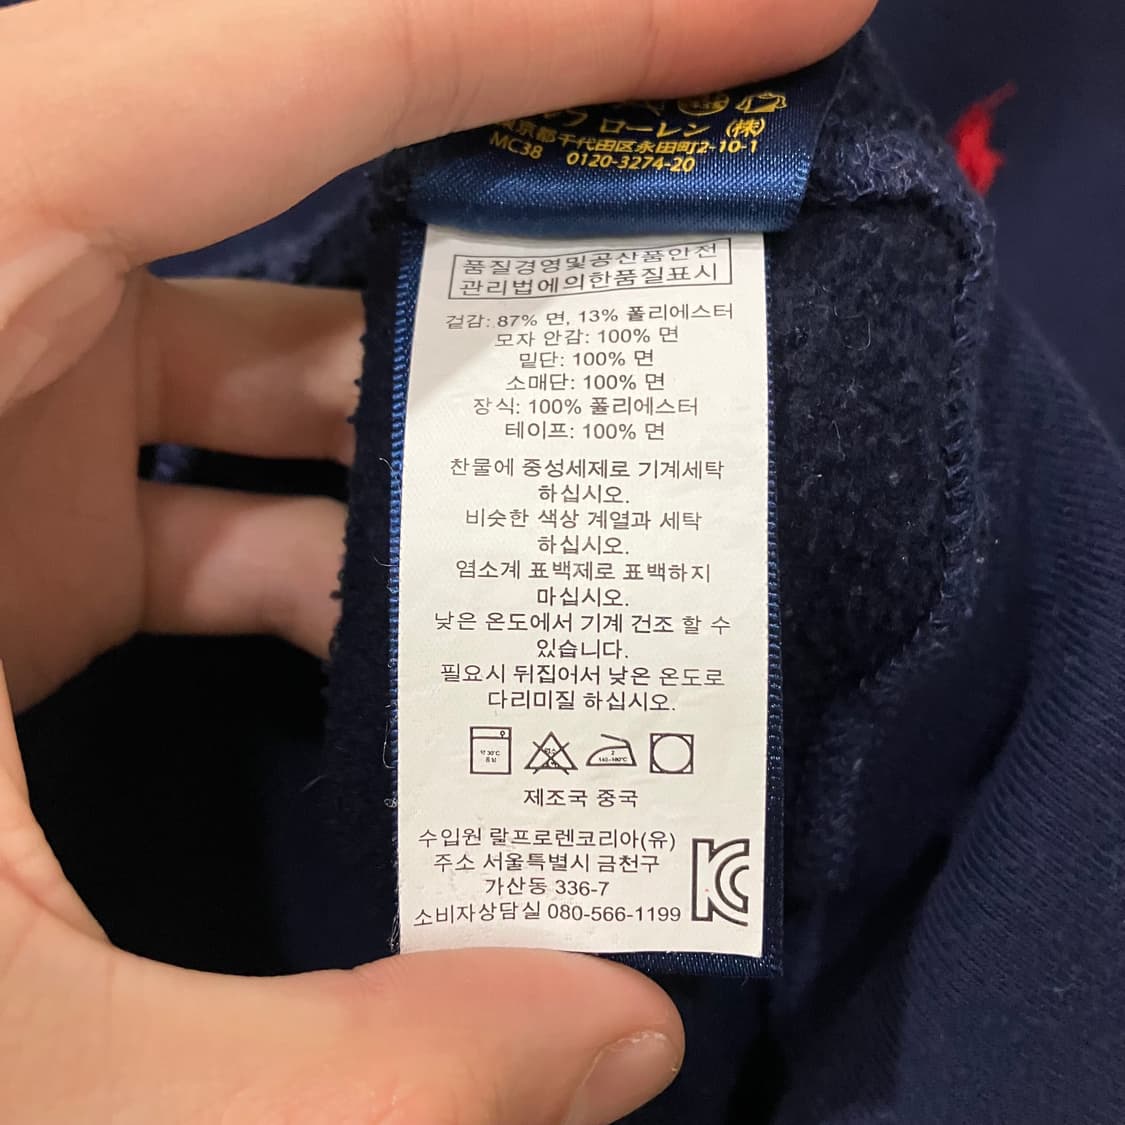 ローレン (株)
東京都千代田区永田町2-10-1
MC38 0120-3274-20
품질경영및공산품안전
관리법에의한품질표시
겉감: 87% 면, 13% 폴리에스터
모자 안감: 100% 면
밑단: 100% 면
소매단: 100% 면
장식: 100% 폴리에스터
테이프: 100% 면
찬물에 중성세제로 기계세탁
하십시오.
비슷한 색상 계열과 세탁
하십시오.
염소계 표백제로 표백하지
마십시오.
낮은 온도에서 기계 건조 할 수
있습니다.
필요시 뒤집어서 낮은 온도로
다리미질 하십시오.
약 30°C
중성
염소
2
140~160°C
제조국 중국
수입원 랄프로렌코리아(유)
주소 서울특별시 금천구
가산동 336-7
소비자상담실 080-566-1199